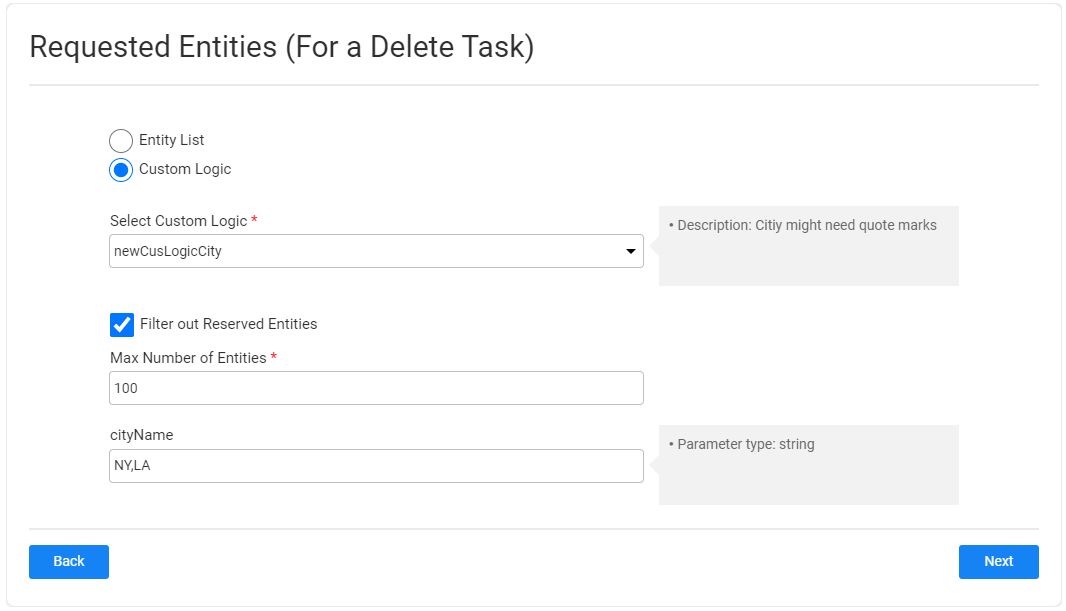 Requested Entities (For a Delete Task)
Entity List
Custom Logic
Select Custom Logic *
newCusLogicCity
• Description: Citiy might need quote marks
Filter out Reserved Entities
Max Number of Entities *
100
cityName
NY,LA
• Parameter type: string
Back
Next